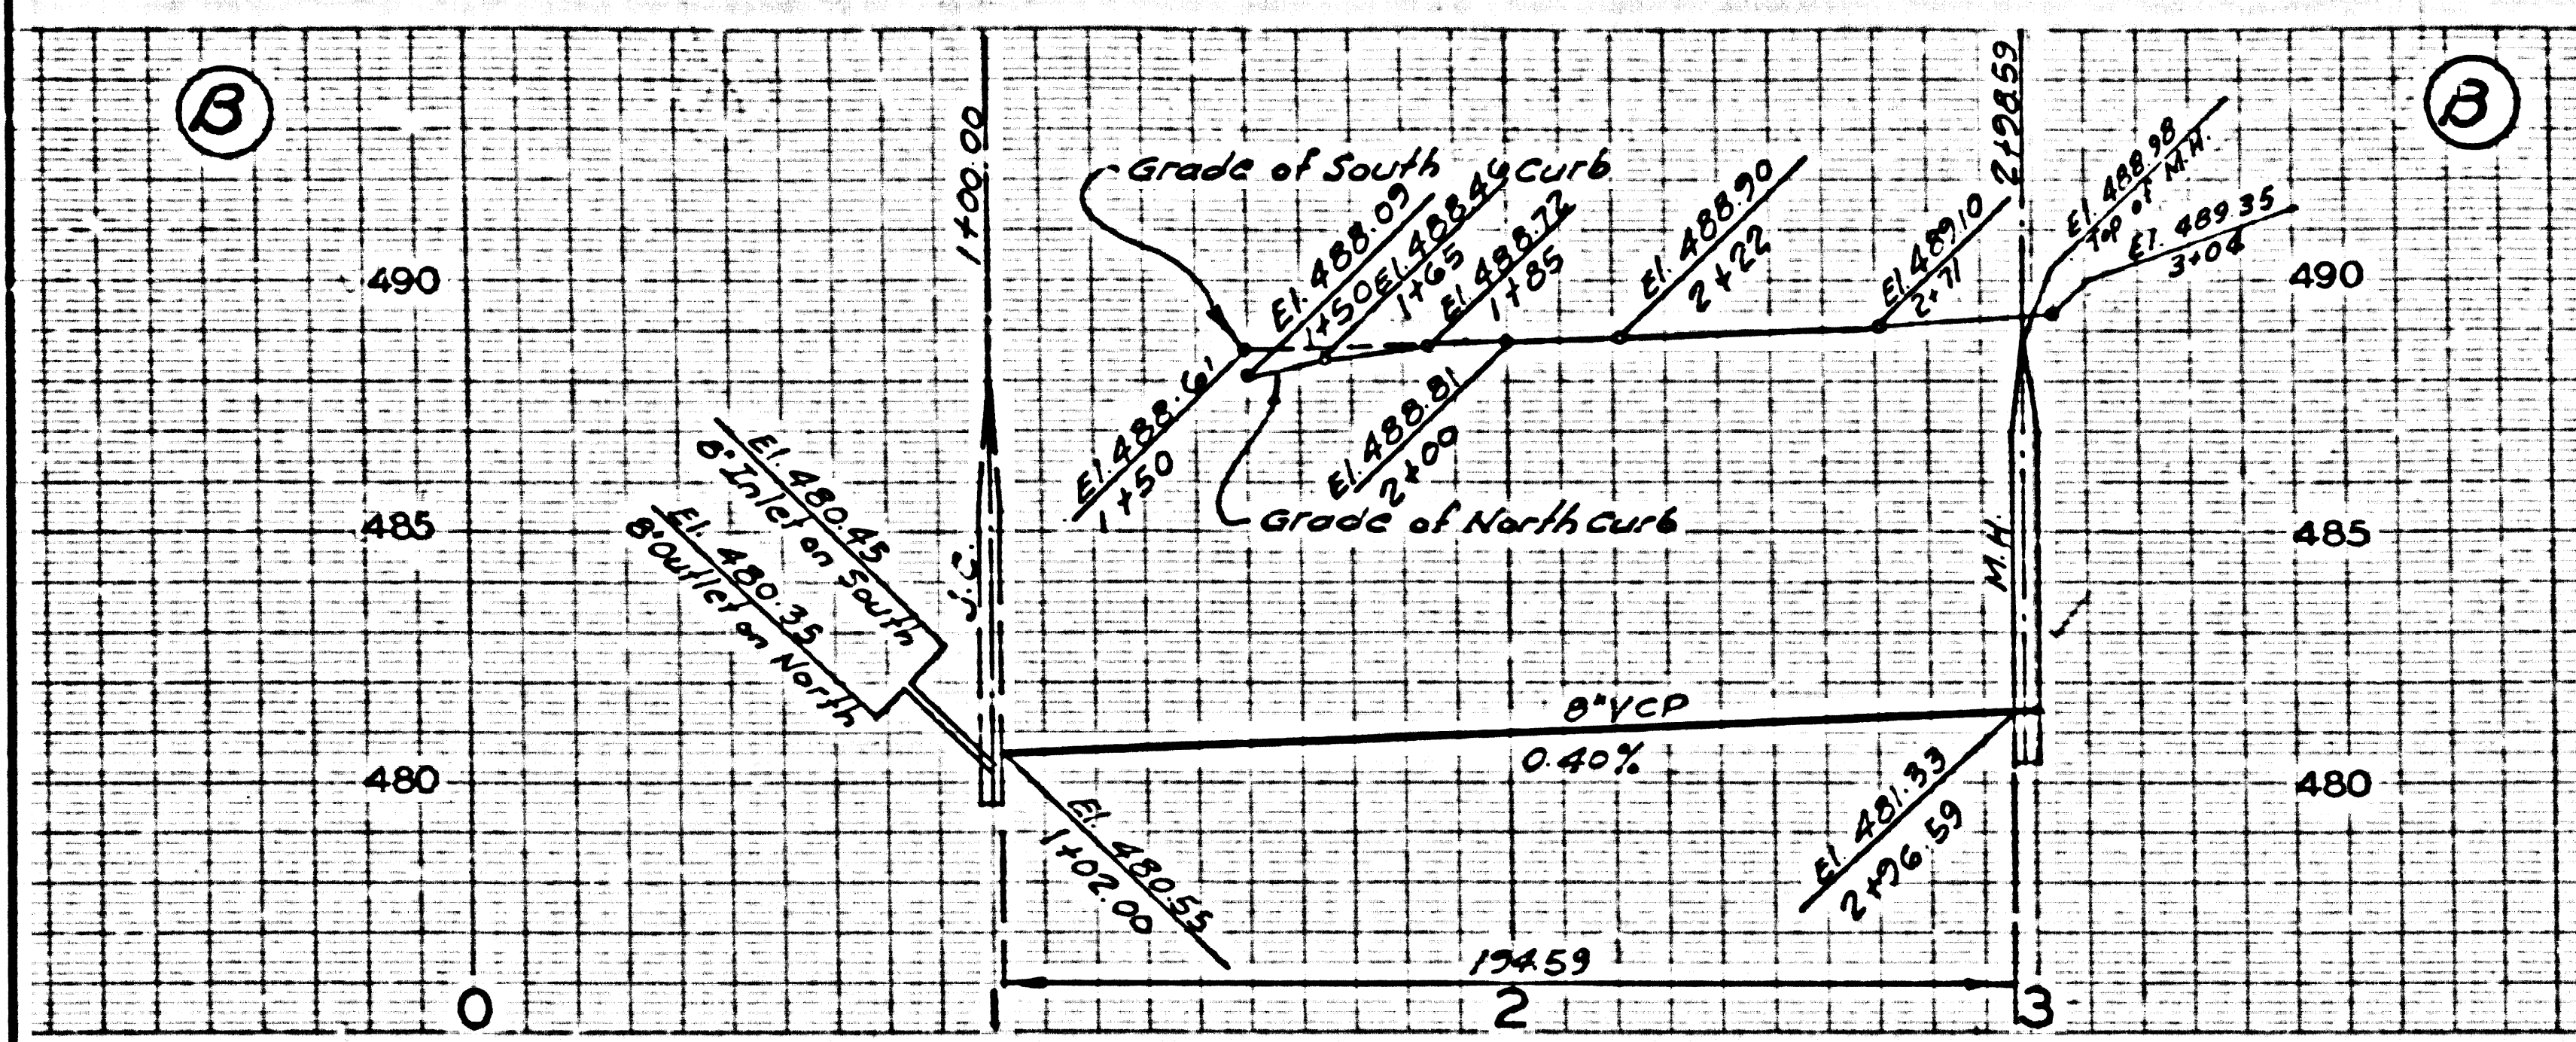 B
B
1+00.00
2+98.59
Grade of South Curb
El. 488.09
1+50
El. 488.46
1+65
El. 488.72
1+85
El. 488.90
2+22
El. 489.10
2+71
El. 488.98
Top of M.H.
El. 489.35
3+04
490
490
El. 488.61
1+50
El. 488.81
2+00
Grade of North Curb
El. 480.45
8" Inlet on South
El. 480.35
8" Outlet on North
485
485
J.C.
M.H.
8" VCP
0.40%
480
480
El. 480.55
1+02.00
El. 481.33
2+96.59
194.59
0
2
3